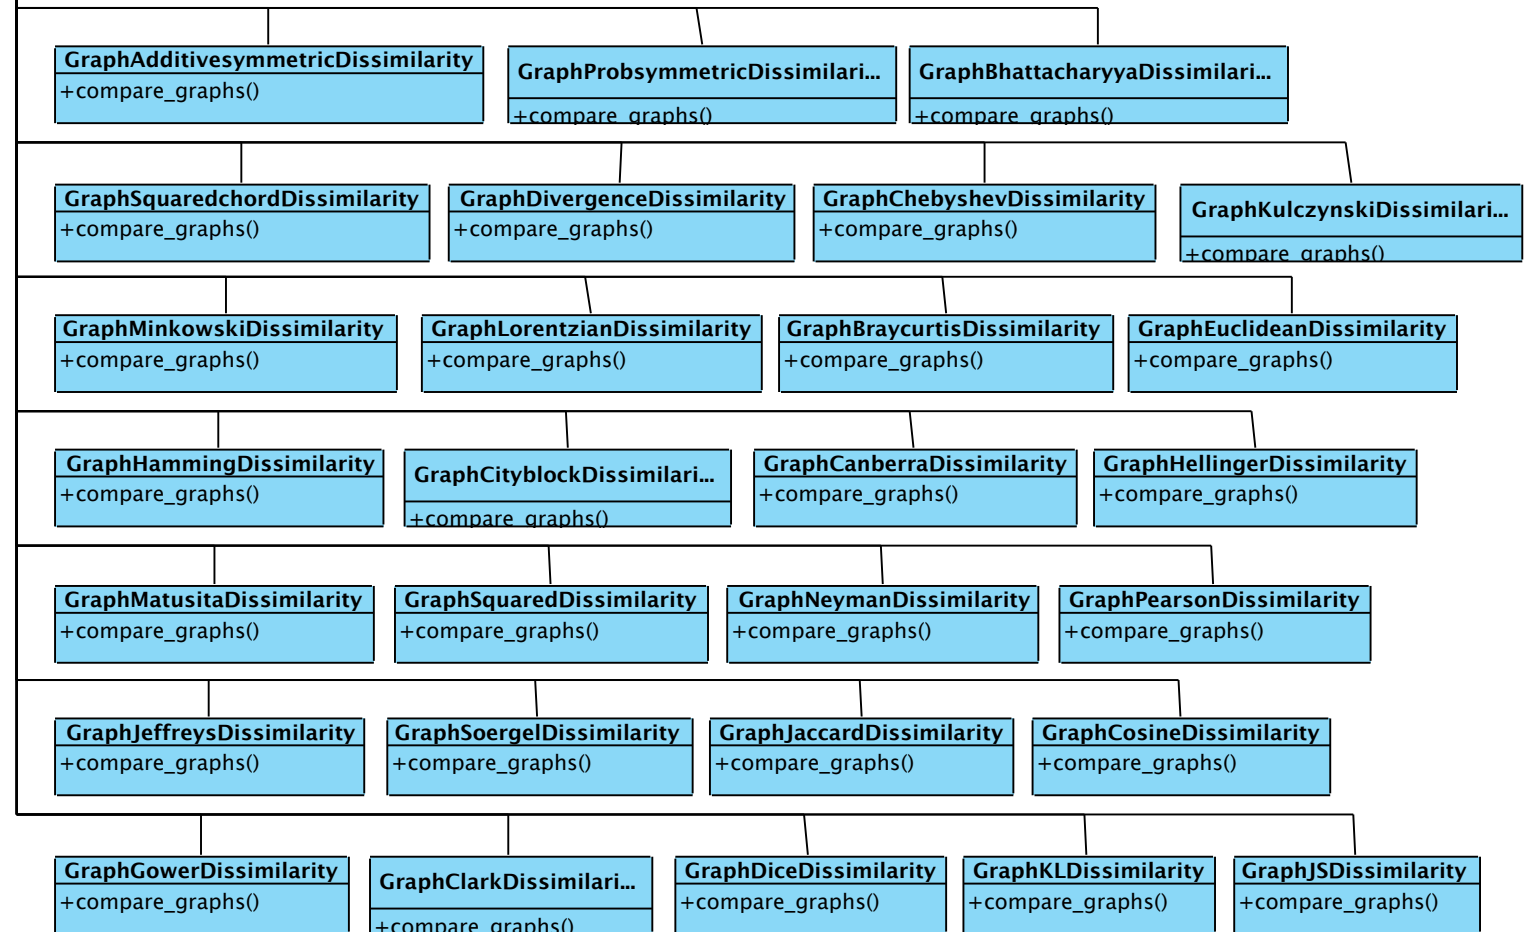 GraphAdditivesymmetricDissimilarity
+compare_graphs()
GraphProbsymmetricDissimilari...
+compare_graphs()
GraphBhattacharyyaDissimilari...
+compare_graphs()
GraphSquaredchordDissimilarity
+compare_graphs()
GraphDivergenceDissimilarity
+compare_graphs()
GraphChebyshevDissimilarity
+compare_graphs()
GraphKulczynskiDissimilari...
+compare_graphs()
GraphMinkowskiDissimilarity
+compare_graphs()
GraphLorentzianDissimilarity
+compare_graphs()
GraphBraycurtisDissimilarity
+compare_graphs()
GraphEuclideanDissimilarity
+compare_graphs()
GraphHammingDissimilarity
+compare_graphs()
GraphCityblockDissimilari...
+compare_graphs()
GraphCanberraDissimilarity
+compare_graphs()
GraphHellingerDissimilarity
+compare_graphs()
GraphMatusitaDissimilarity
+compare_graphs()
GraphSquaredDissimilarity
+compare_graphs()
GraphNeymanDissimilarity
+compare_graphs()
GraphPearsonDissimilarity
+compare_graphs()
GraphJeffreysDissimilarity
+compare_graphs()
GraphSoergelDissimilarity
+compare_graphs()
GraphJaccardDissimilarity
+compare_graphs()
GraphCosineDissimilarity
+compare_graphs()
GraphGowerDissimilarity
+compare_graphs()
GraphClarkDissimilari...
+compare_graphs()
GraphDiceDissimilarity
+compare_graphs()
GraphKLDissimilarity
+compare_graphs()
GraphJSDissimilarity
+compare_graphs()